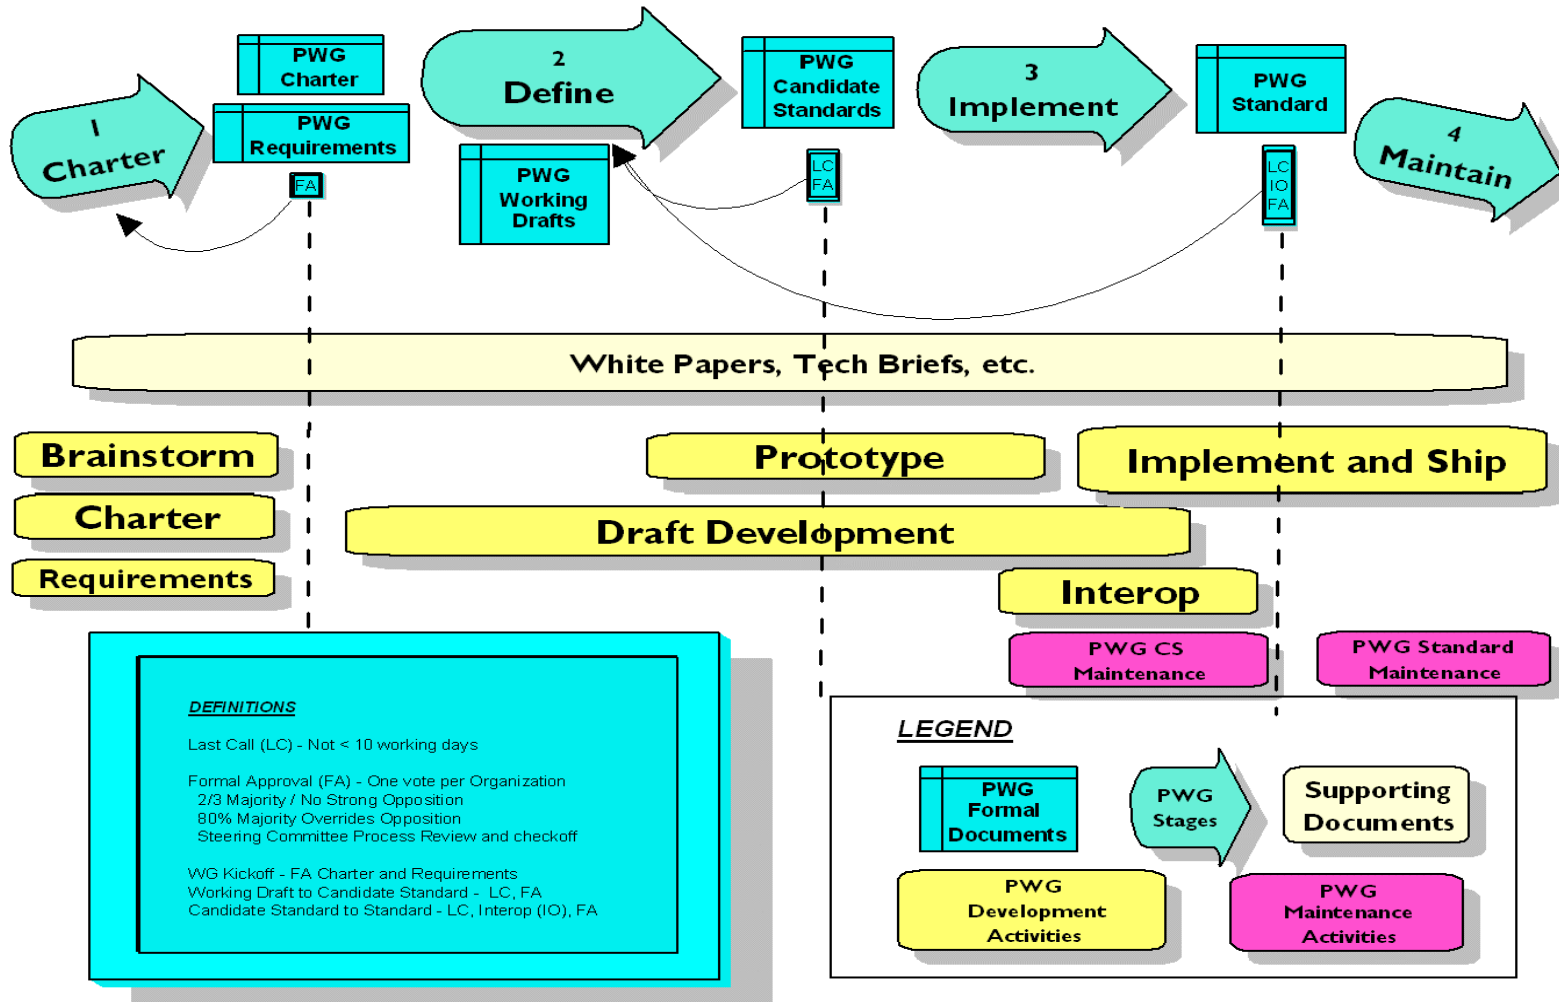 1
Charter
PWG
Charter
PWG
Requirements
FA
2
Define
PWG
Working
Drafts
PWG
Candidate
Standards
LC
FA
3
Implement
PWG
Standard
LC
IO
FA
4
Maintain
White Papers, Tech Briefs, etc.
Brainstorm
Charter
Requirements
Prototype
Implement and Ship
Draft Development
Interop
PWG CS
Maintenance
PWG Standard
Maintenance
DEFINITIONS
Last Call (LC) - Not < 10 working days
Formal Approval (FA) - One vote per Organization
2/3 Majority / No Strong Opposition
80% Majority Overrides Opposition
Steering Committee Process Review and checkoff
WG Kickoff - FA Charter and Requirements
Working Draft to Candidate Standard - LC, FA
Candidate Standard to Standard - LC, Interop (IO), FA
LEGEND
PWG
Formal
Documents
PWG
Stages
Supporting
Documents
PWG
Development
Activities
PWG
Maintenance
Activities